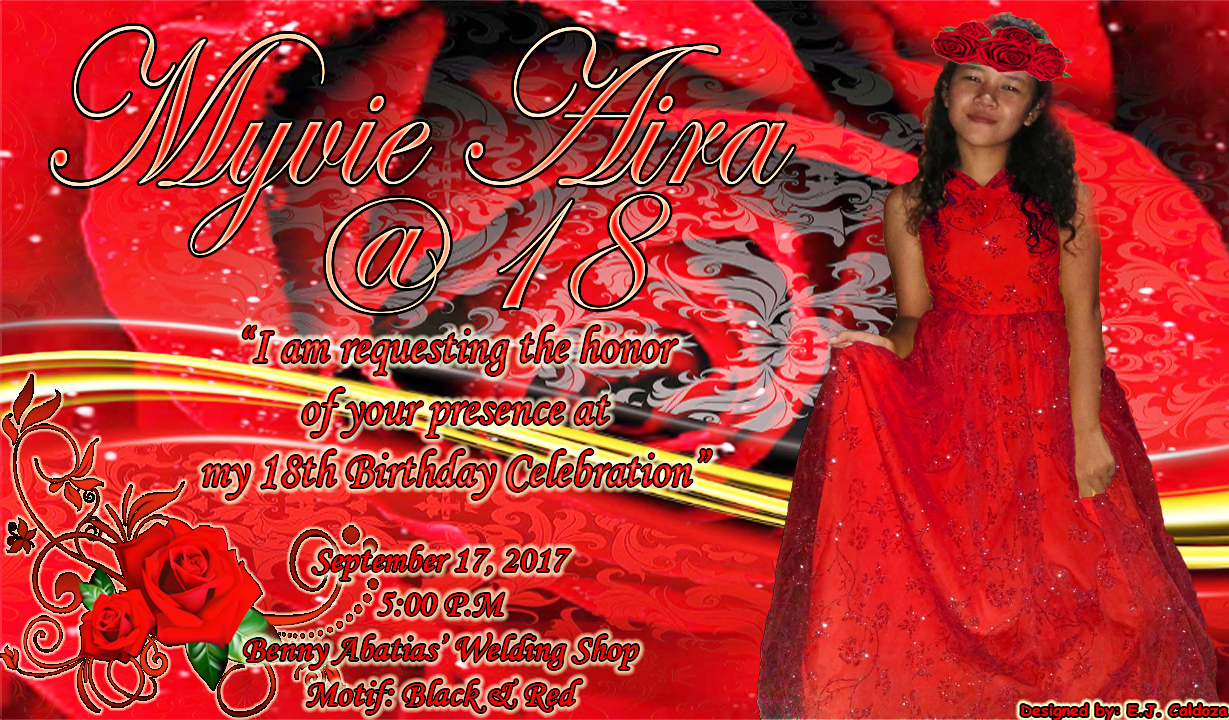 Myvie Aira
@ 18
“I am requesting the honor
of your presence at
my 18th Birthday Celebration”
September 17, 2017
5:00 P.M
Benny Abatias’ Welding Shop
Motif: Black & Red
Designed by: E.J. Caldoza